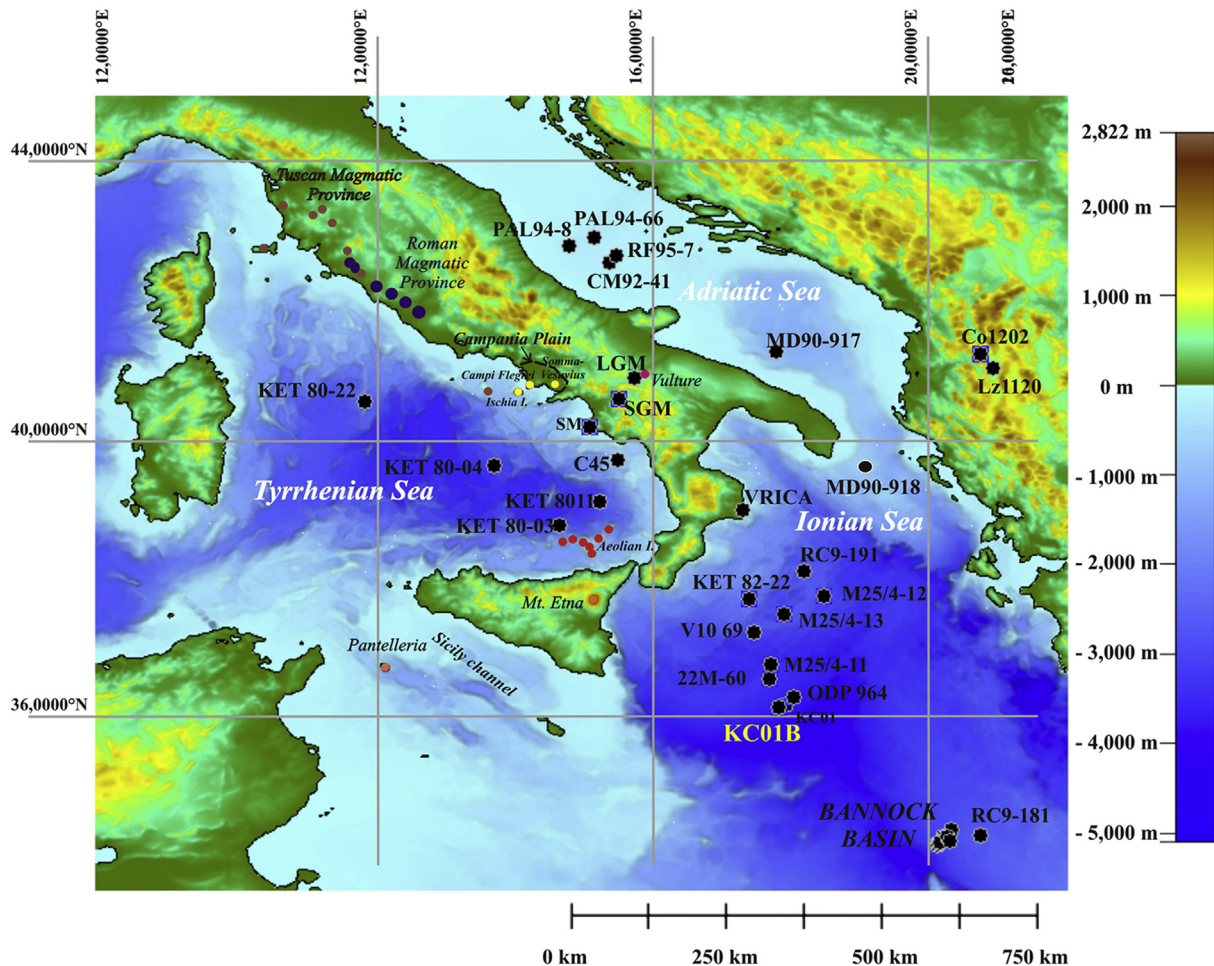 12,0000°E
12,0000°E
16,0000°E
20,0000°E
44,0000°N
40,0000°N
36,0000°N
2,822 m
2,000 m
1,000 m
0 m
- 1,000 m
- 2,000 m
- 3,000 m
- 4,000 m
- 5,000 m
Tuscan Magmatic
Province
Roman
Magmatic
Province
PAL94-8
PAL94-66
RF95-7
CM92-41
Adriatic Sea
MD90-917
Co1202
Lz1120
Campania Plain
Somma-
Vesuvius
Campi Flegrei
Ischia I.
LGM
Vulture
SGM
SM
C45
KET 80-22
KET 80-04
Tyrrhenian Sea
KET 8011
KET 80-03
Aeolian I.
VRICA
MD90-918
Ionian Sea
RC9-191
KET 82-22
M25/4-12
M25/4-13
V10 69
Mt. Etna
Pantelleria
Sicily channel
M25/4-11
22M-60
ODP 964
KC01
KC01B
BANNOCK
BASIN
RC9-181
0 km
250 km
500 km
750 km